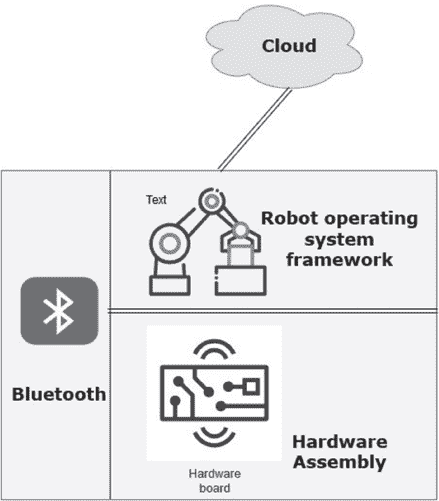 Cloud
Text
Robot operating
system
framework
Bluetooth
Hardware
Assembly
Hardware
board